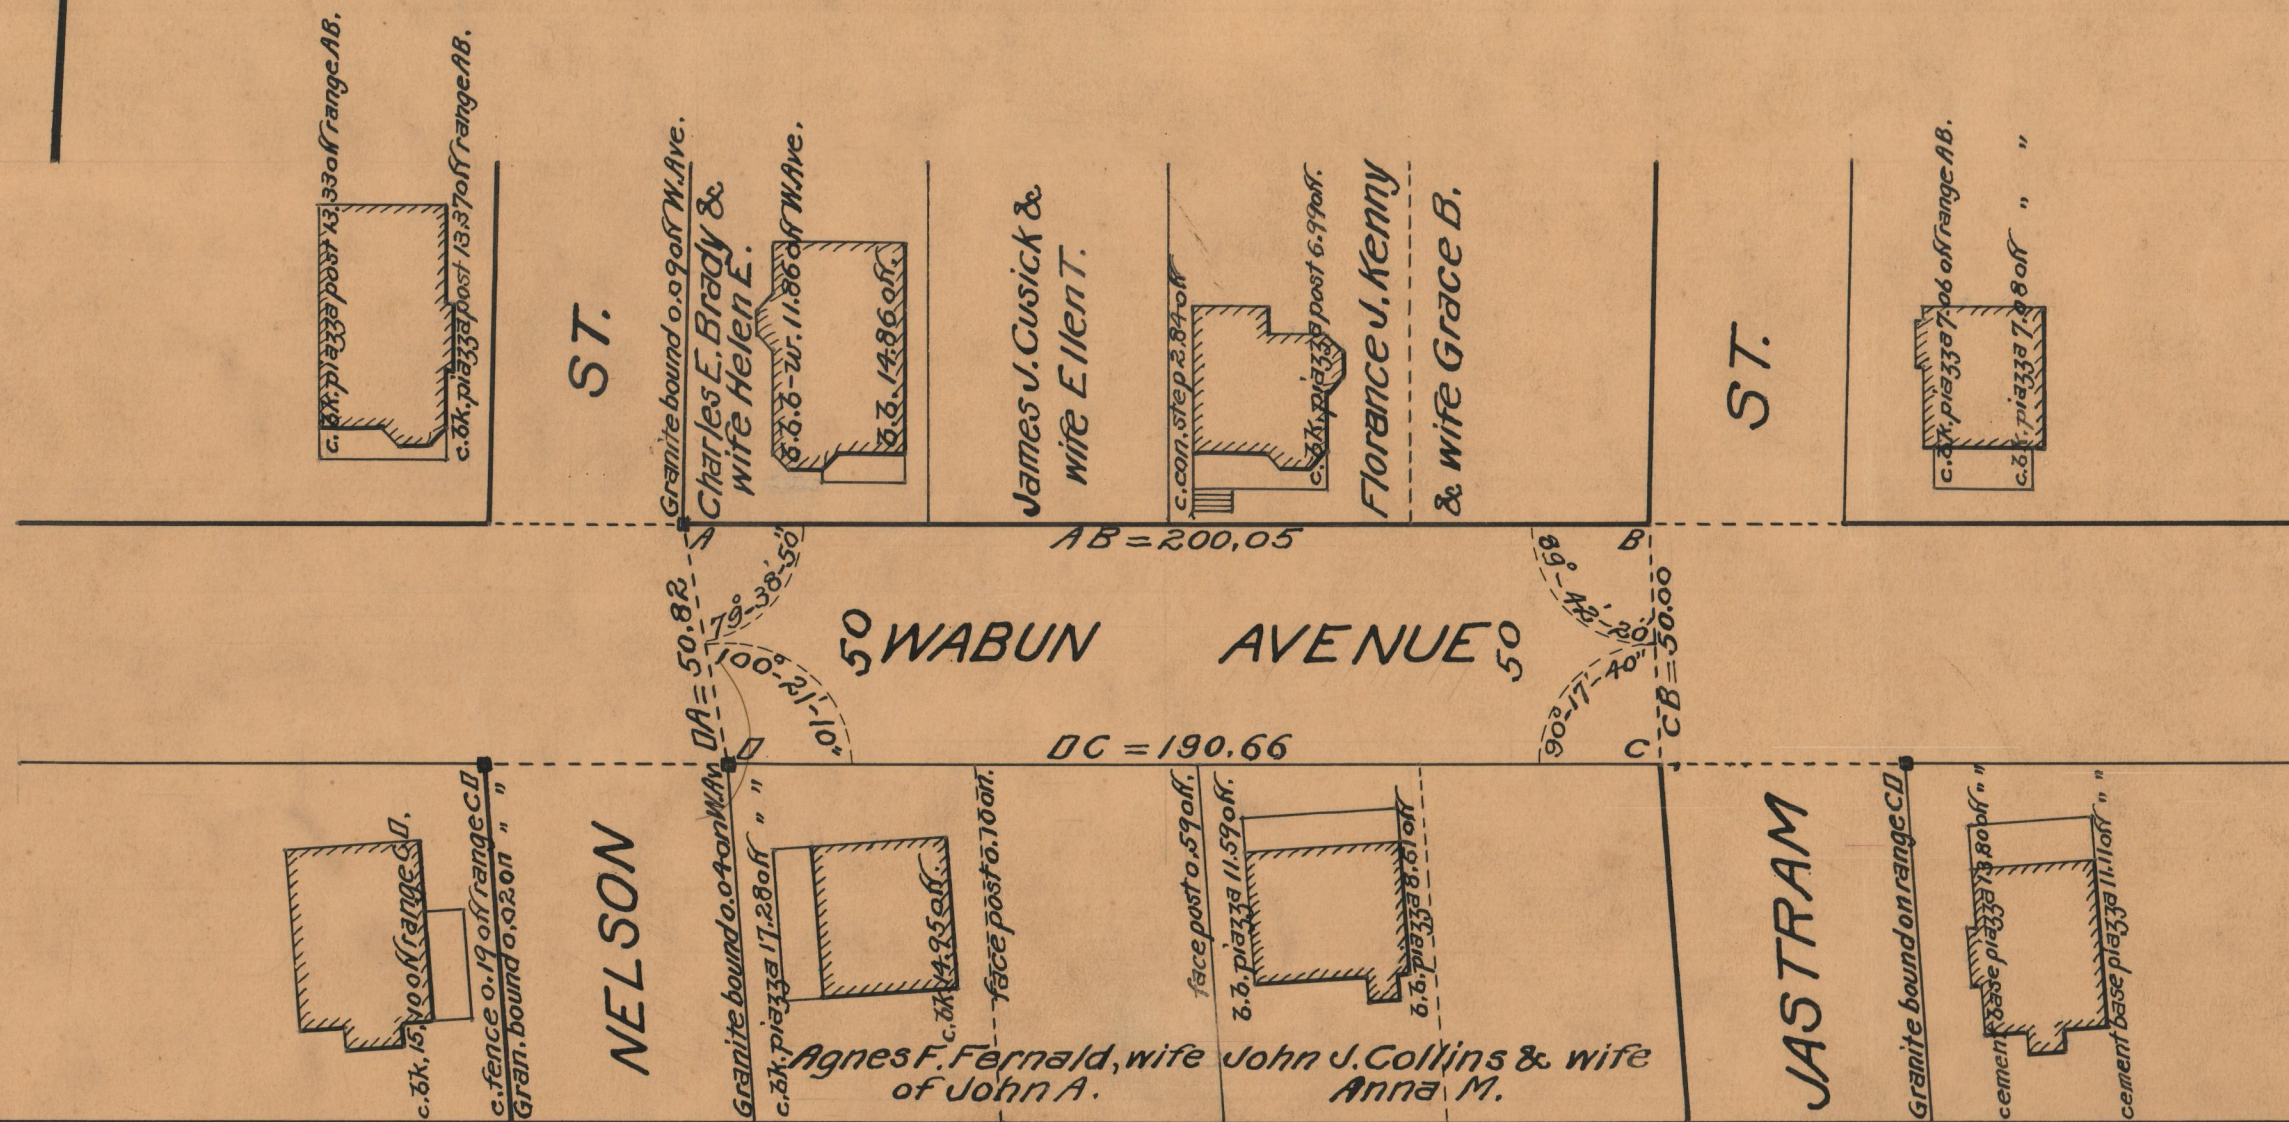 c.bk.piazza post 13.33 off range AB.
c.bk.piazza post 13.37 off range AB.
ST.
Granite bound 0.09 off W.Ave.
Charles E. Brady &
wife Helen E.
b.b.b-w. 11.86 off W.Ave.
b.b. 14.86 off.
James J. Cusick &
wife Ellen T.
c.con.step 2.84 off
c.bk.piazza post 6.99 off.
Florance J. Kenny
& wife Grace B.
ST.
c.bk.piazza 7.06 off range AB.
c.bk.piazza 7.08 off " "
A
AB = 200.05
B
79°-38'-50"
89°-42'-20"
DA = 50.82
50 WABUN AVENUE 50
CB = 50.00
100°-21'-10"
90°-17'-40"
D
DC = 190.66
C
c.bk. 15.10 off range CD.
c.fence 0.19 off range CD
Gran. bound 0.02 on " "
NELSON
Granite bound 0.04 on W.Av
c.bk.piazza 17.28 off " "
c.bk. 14.95 off.
face post 0.10 on.
face post 0.59 off.
b.b.piazza 11.59 off.
b.b.piazza 8.61 off
JASTRAM
Granite bound on range CD
cement base piazza 13.80 off " "
cement base piazza 11.11 off " "
Agnes F. Fernald, wife
of John A.
John J. Collins & wife
Anna M.